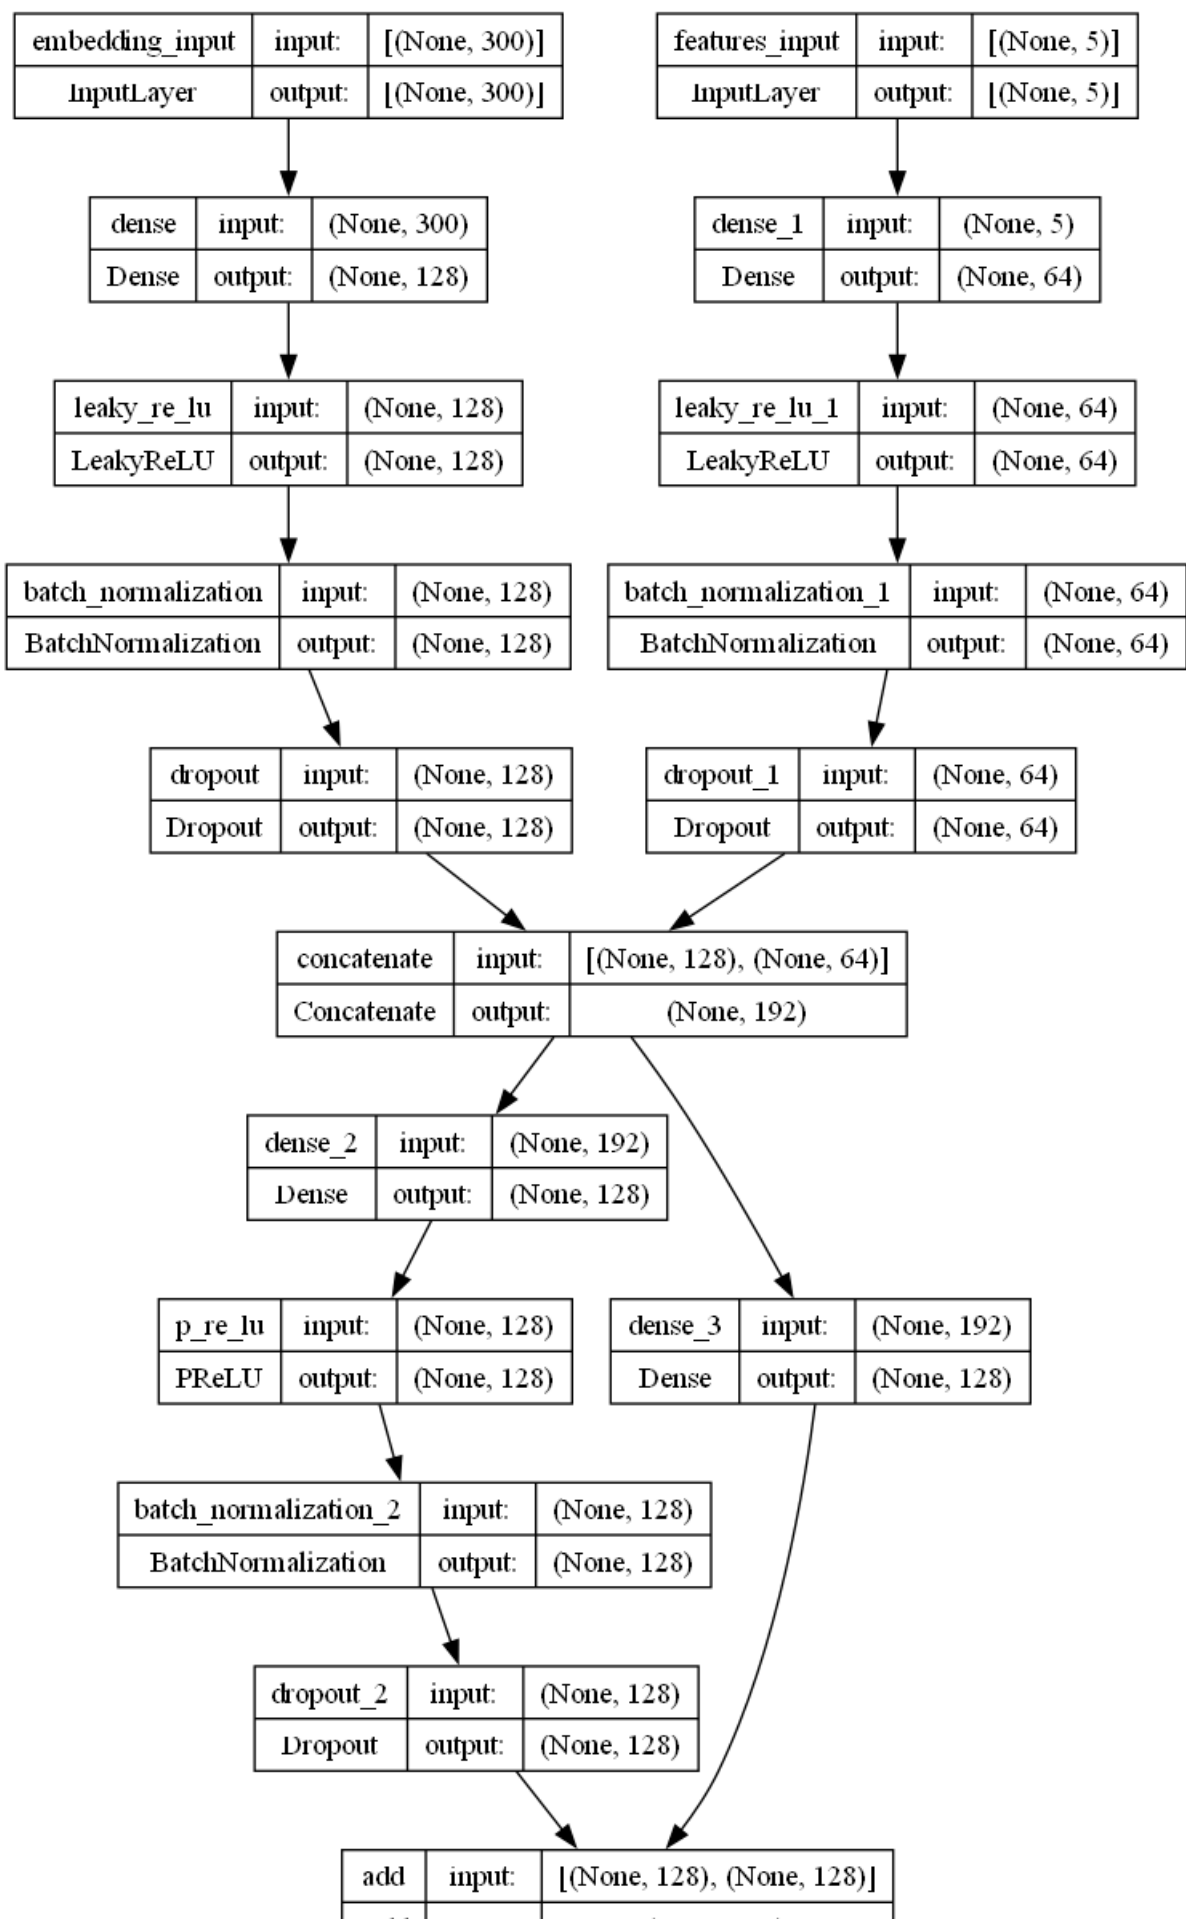 embedding_input input: [(None, 300)]
InputLayer output: [(None, 300)]
features_input input: [(None, 5)]
InputLayer output: [(None, 5)]
dense input: (None, 300)
Dense output: (None, 128)
dense_1 input: (None, 5)
Dense output: (None, 64)
leaky_re_lu input: (None, 128)
LeakyReLU output: (None, 128)
leaky_re_lu_1 input: (None, 64)
LeakyReLU output: (None, 64)
batch_normalization input: (None, 128)
BatchNormalization output: (None, 128)
batch_normalization_1 input: (None, 64)
BatchNormalization output: (None, 64)
dropout input: (None, 128)
Dropout output: (None, 128)
dropout_1 input: (None, 64)
Dropout output: (None, 64)
concatenate input: [(None, 128), (None, 64)]
Concatenate output: (None, 192)
dense_2 input: (None, 192)
Dense output: (None, 128)
p_re_lu input: (None, 128)
PReLU output: (None, 128)
dense_3 input: (None, 192)
Dense output: (None, 128)
batch_normalization_2 input: (None, 128)
BatchNormalization output: (None, 128)
dropout_2 input: (None, 128)
Dropout output: (None, 128)
add input: [(None, 128), (None, 128)]